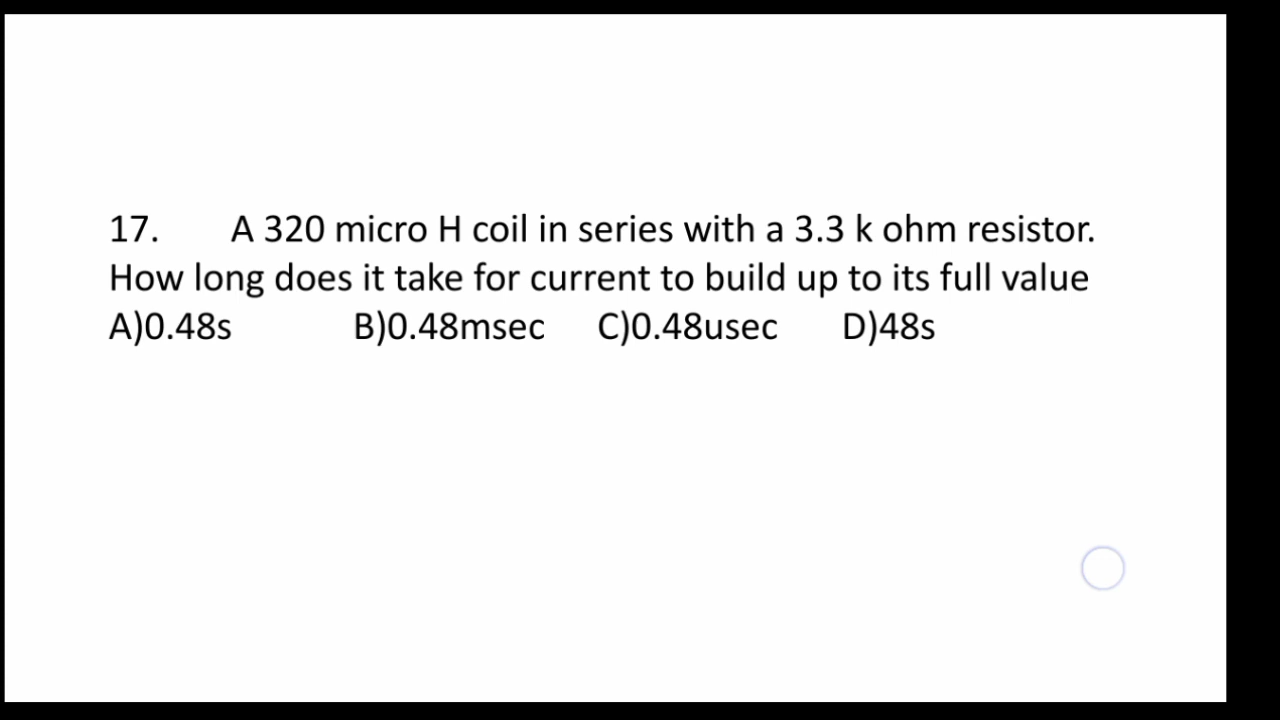 17. A 320 micro H coil in series with a 3.3 k ohm resistor.
How long does it take for current to build up to its full value
A)0.48s B)0.48msec C)0.48usec D)48s